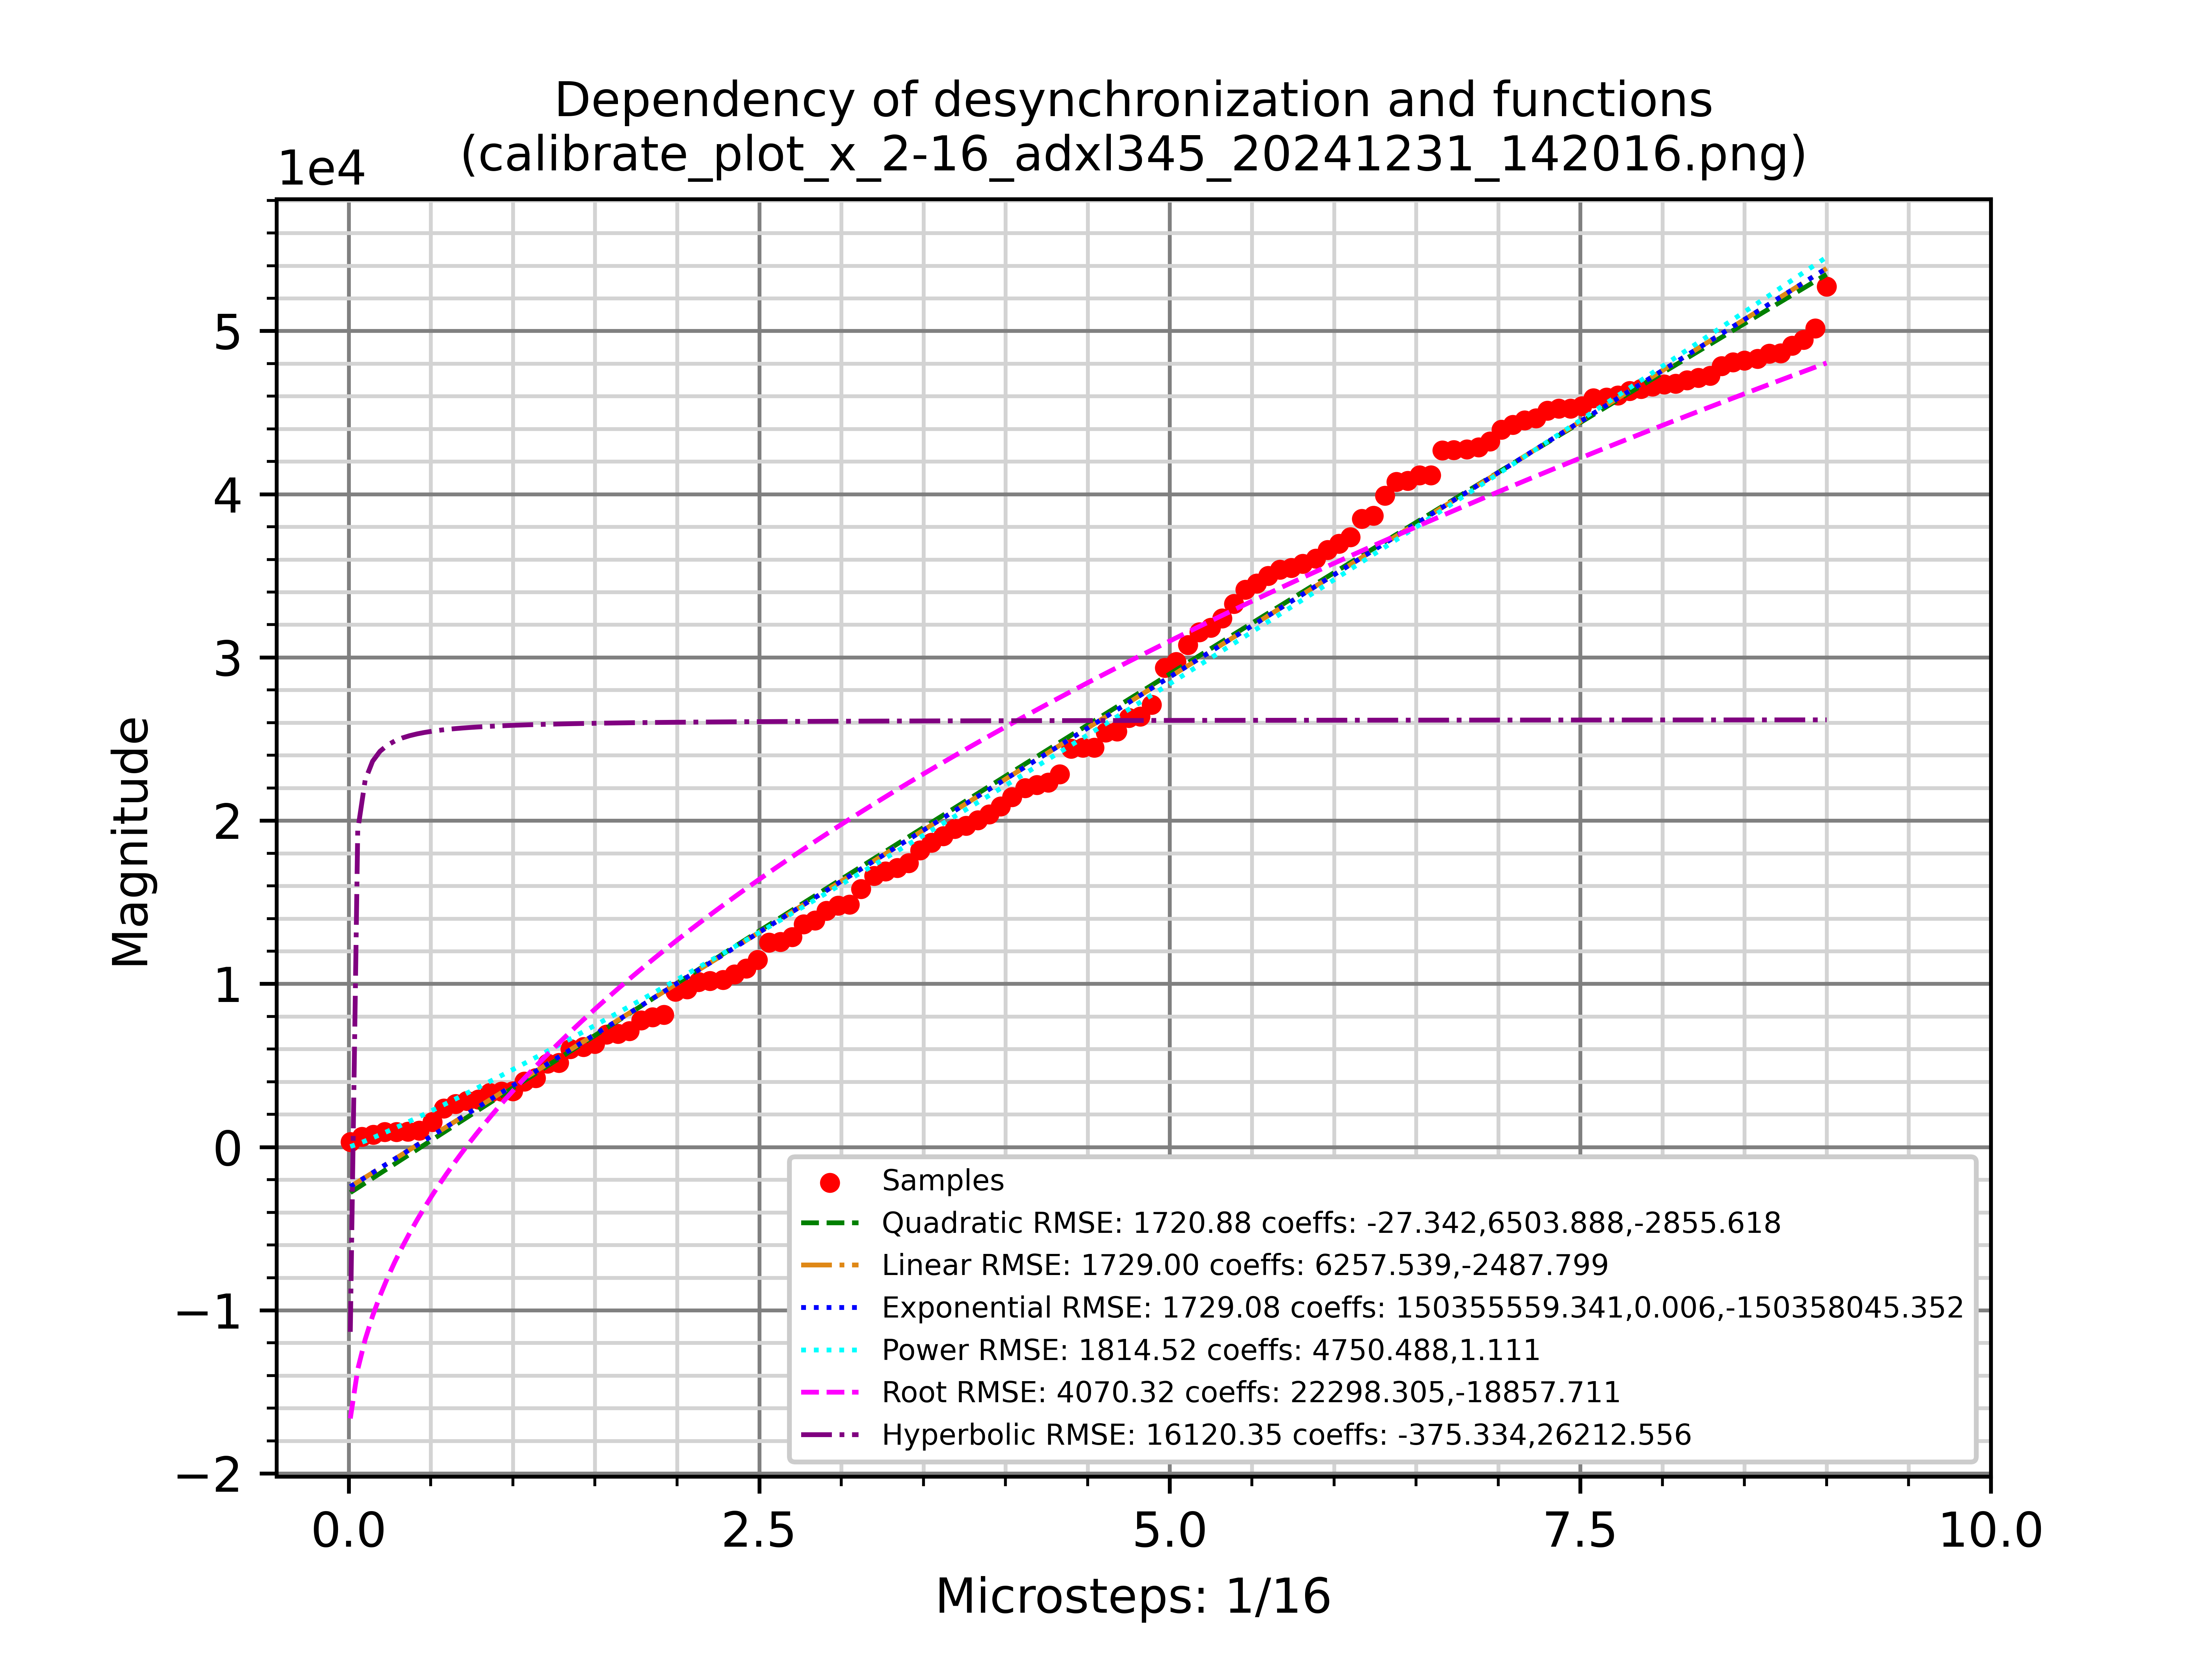 Dependency of desynchronization and functions
(calibrate_plot_x_2-16_adxl345_20241231_142016.png)
1e4
5
4
3
2
1
0
−1
−2
Magnitude
Samples
Quadratic RMSE: 1720.88 coeffs: -27.342,6503.888,-2855.618
Linear RMSE: 1729.00 coeffs: 6257.539,-2487.799
Exponential RMSE: 1729.08 coeffs: 150355559.341,0.006,-150358045.352
Power RMSE: 1814.52 coeffs: 4750.488,1.111
Root RMSE: 4070.32 coeffs: 22298.305,-18857.711
Hyperbolic RMSE: 16120.35 coeffs: -375.334,26212.556
0.0 2.5 5.0 7.5 10.0
Microsteps: 1/16